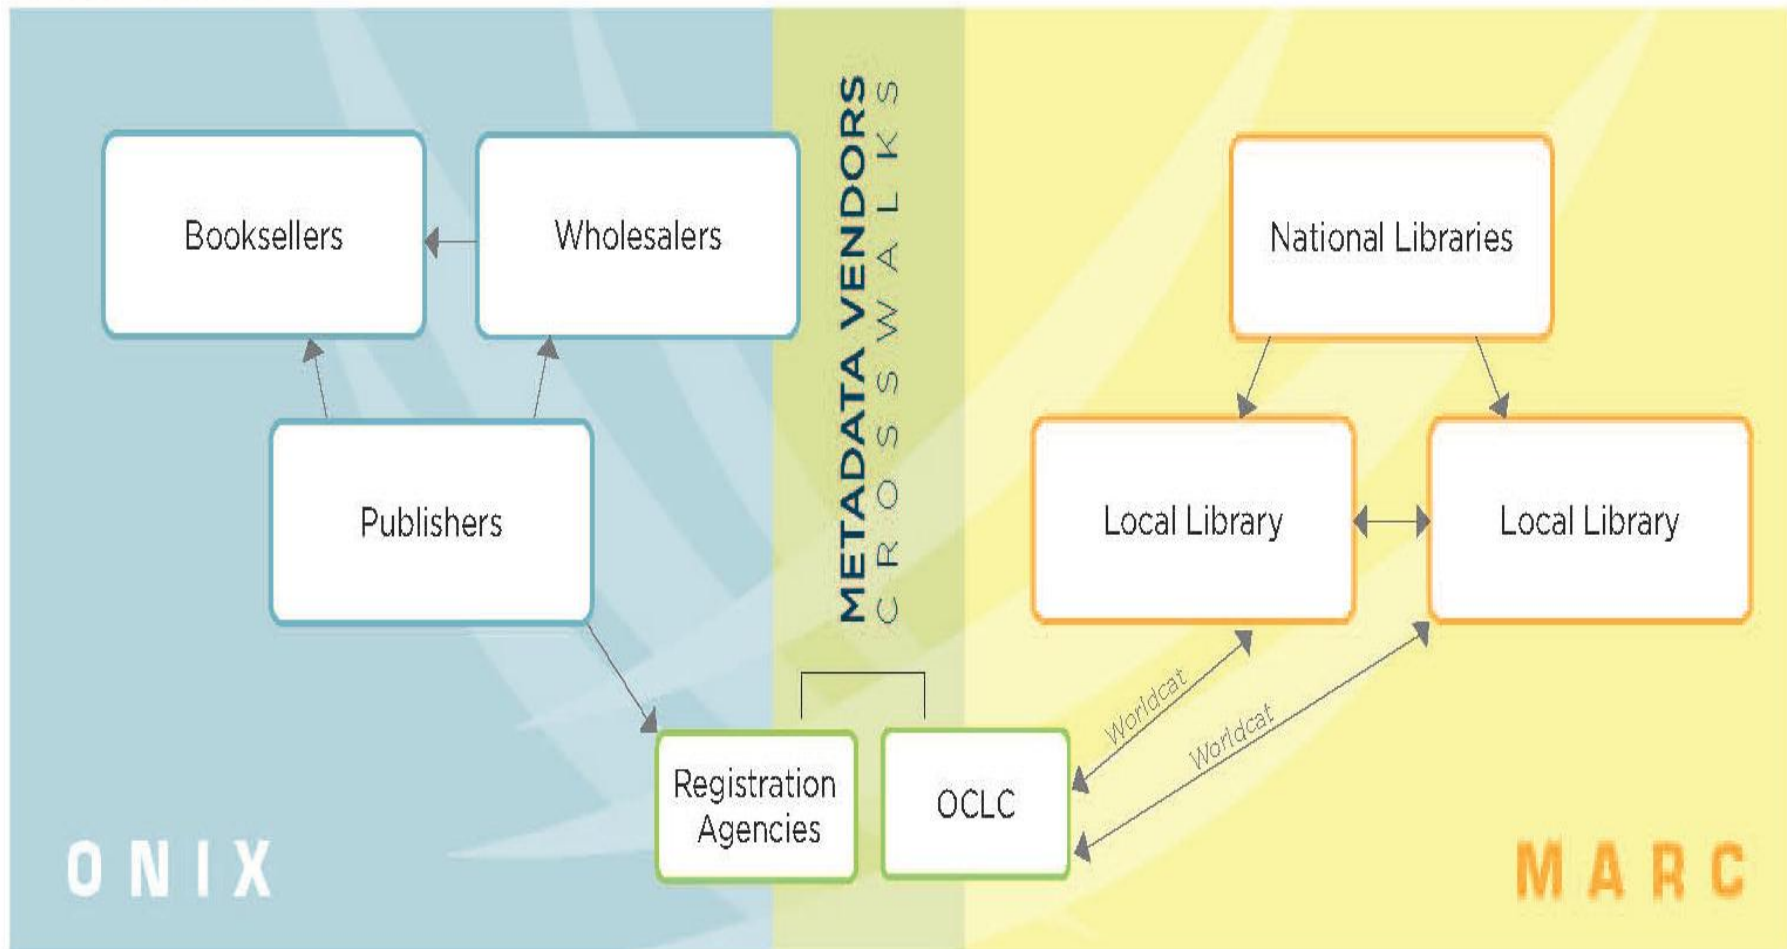 Booksellers
Wholesalers
Publishers
METADATA VENDORS
CROSSWALKS
National Libraries
Local Library
Local Library
Worldcat
Worldcat
Registration
Agencies
OCLC
ONIX
MARC